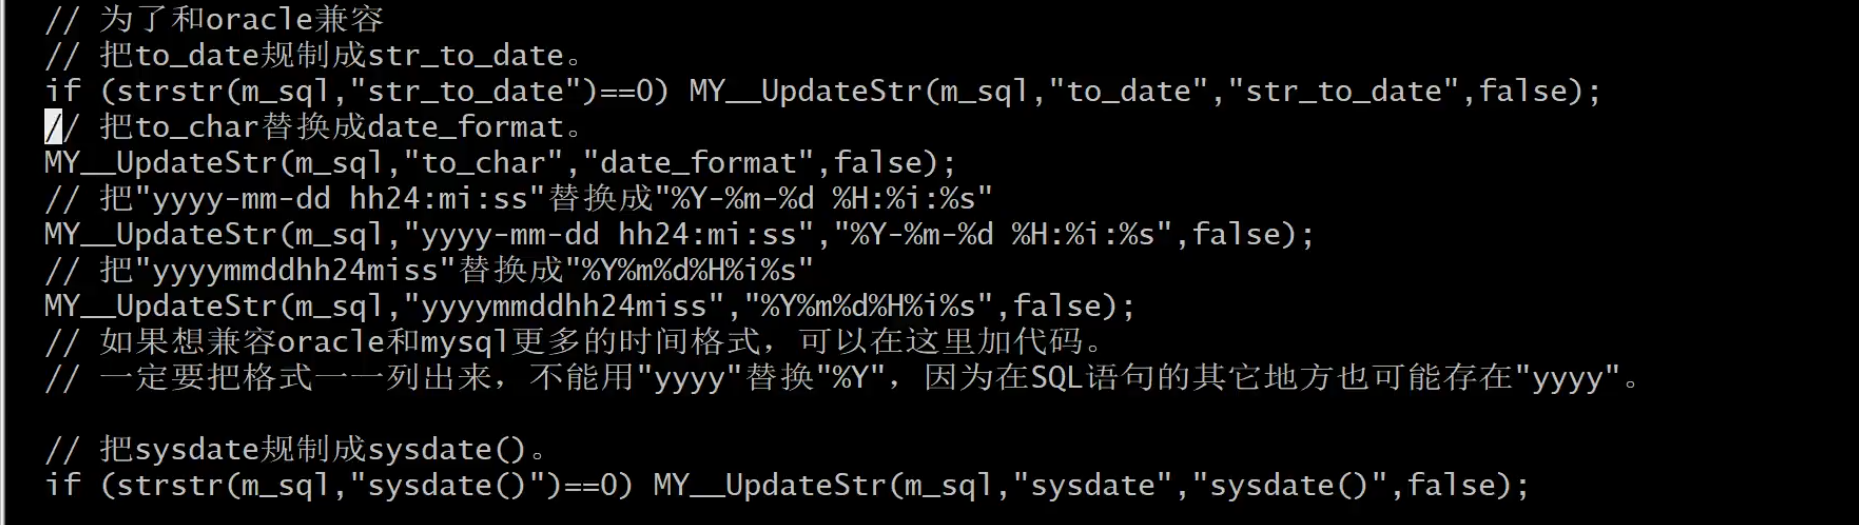 // 为了和oracle兼容
// 把to_date规制成str_to_date。
if (strstr(m_sql,"str_to_date")==0) MY__UpdateStr(m_sql,"to_date","str_to_date",false);
// 把to_char替换成date_format。
MY__UpdateStr(m_sql,"to_char","date_format",false);
// 把"yyyy-mm-dd hh24:mi:ss"替换成"%Y-%m-%d %H:%i:%s"
MY__UpdateStr(m_sql,"yyyy-mm-dd hh24:mi:ss","%Y-%m-%d %H:%i:%s",false);
// 把"yyyymmddhh24miss"替换成"%Y%m%d%H%i%s"
MY__UpdateStr(m_sql,"yyyymmddhh24miss","%Y%m%d%H%i%s",false);
// 如果想兼容oracle和mysql更多的时间格式，可以在这里加代码。
// 一定要把格式一一列出来，不能用"yyyy"替换"%Y"，因为在SQL语句的其它地方也可能存在"yyyy"。
// 把sysdate规制成sysdate()。
if (strstr(m_sql,"sysdate()")==0) MY__UpdateStr(m_sql,"sysdate","sysdate()",false);